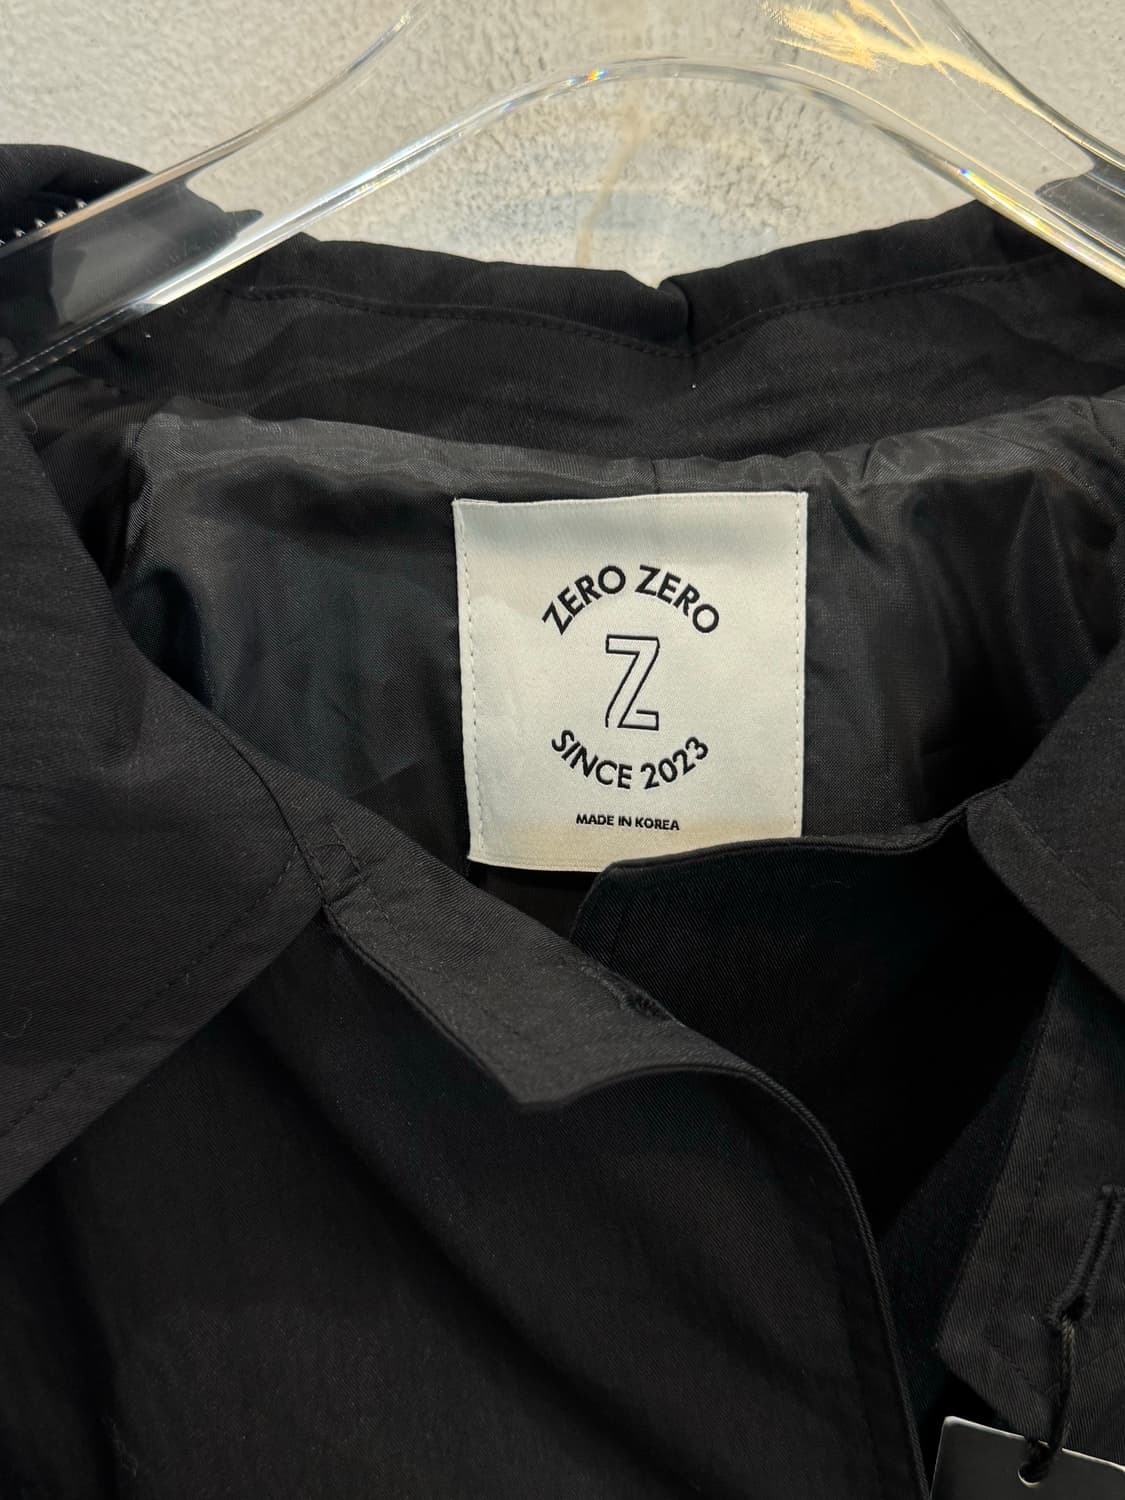 ZERO ZERO
Z
SINCE 2023
MADE IN KOREA